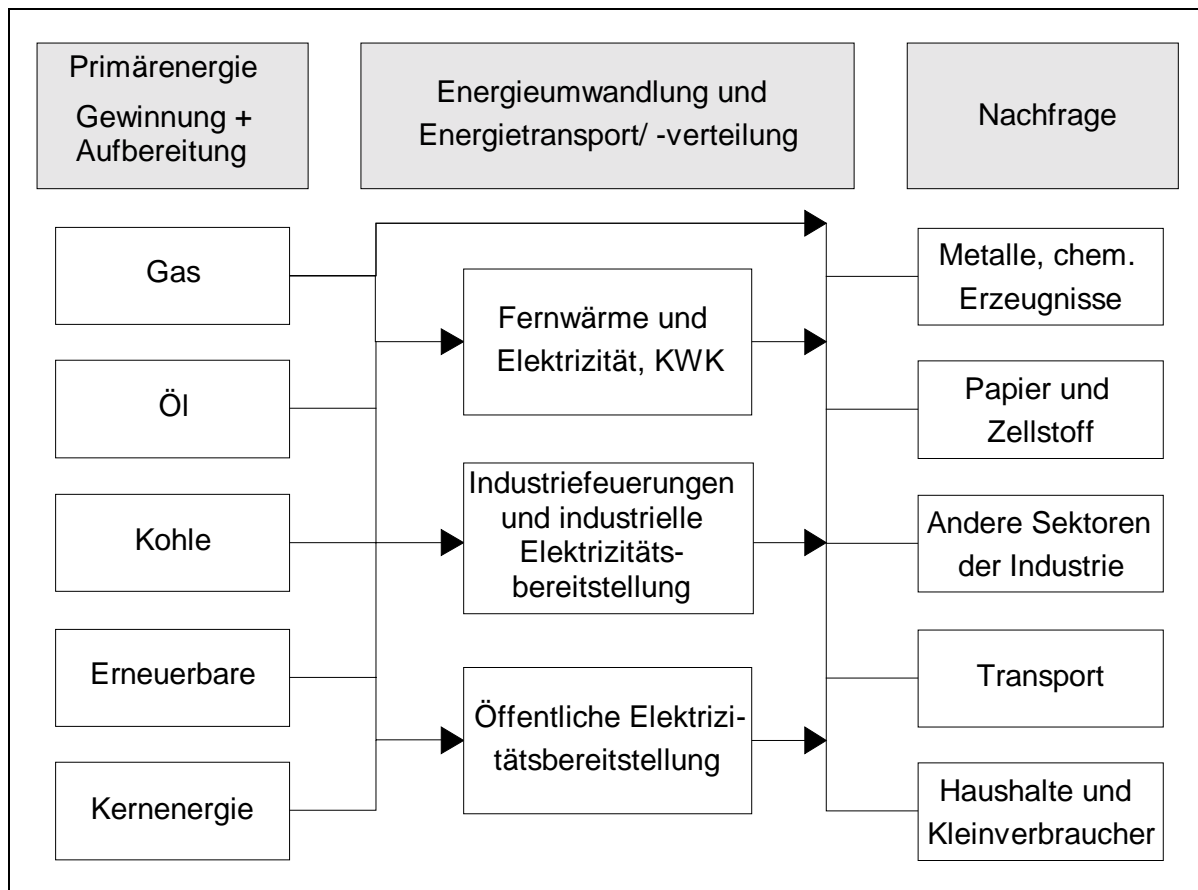 Primärenergie
Gewinnung +
Aufbereitung
Energieumwandlung und
Energietransport/ -verteilung
Nachfrage
Gas
Öl
Kohle
Erneuerbare
Kernenergie
Fernwärme und
Elektrizität, KWK
Industriefeuerungen
und industrielle
Elektrizitäts-
bereitstellung
Öffentliche Elektrizi-
tätsbereitstellung
Metalle, chem.
Erzeugnisse
Papier und
Zellstoff
Andere Sektoren
der Industrie
Transport
Haushalte und
Kleinverbraucher